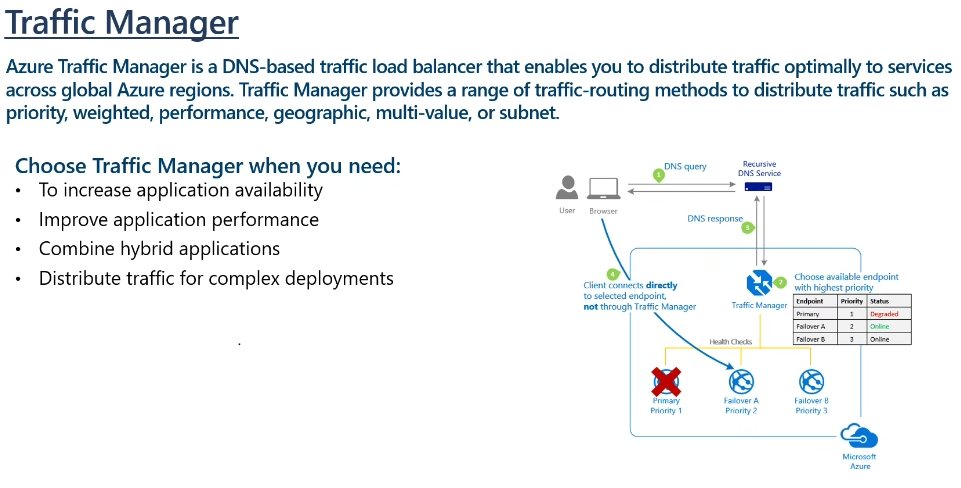 Traffic Manager
Azure Traffic Manager is a DNS-based traffic load balancer that enables you to distribute traffic optimally to services
across global Azure regions. Traffic Manager provides a range of traffic-routing methods to distribute traffic such as
priority, weighted, performance, geographic, multi-value, or subnet.
Choose Traffic Manager when you need:
• To increase application availability
• Improve application performance
• Combine hybrid applications
• Distribute traffic for complex deployments
.
1
DNS query
Recursive
DNS Service
User
Browser
DNS response
3
4
Client connects directly
to selected endpoint,
not through Traffic Manager
2
Choose available endpoint
with highest priority
Traffic Manager
Endpoint Priority Status
Primary 1 Degraded
Failover A 2 Online
Failover B 3 Online
Health Checks
Primary
Priority 1
Failover A
Priority 2
Failover B
Priority 3
Microsoft
Azure